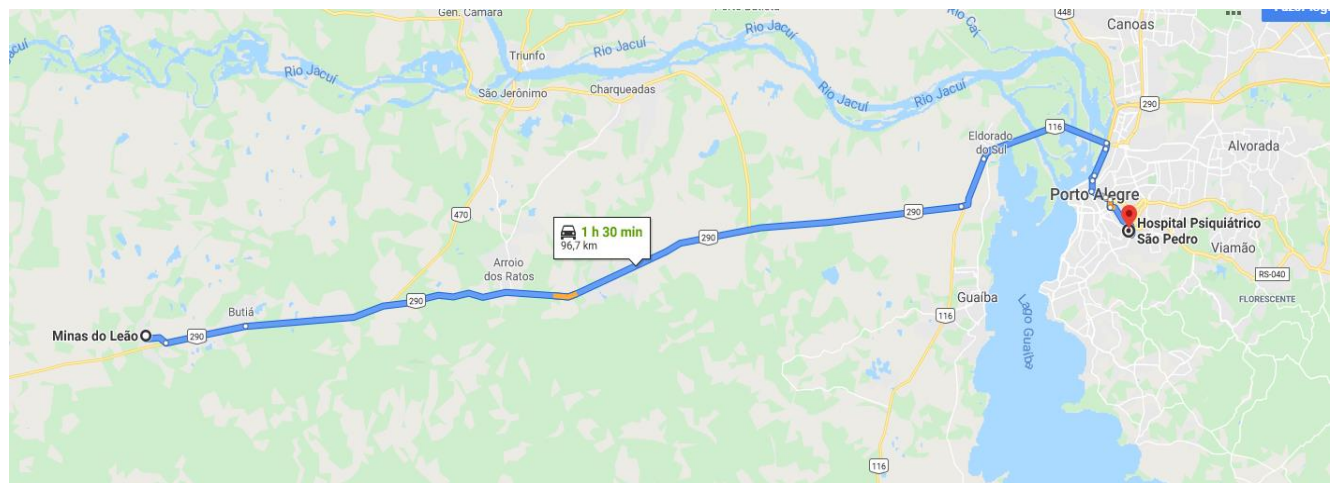 Gen. Câmara
Rio Caí
448
Canoas
Triunfo
Rio Jacuí
Rio Jacuí
Rio Jacuí
São Jerônimo
Charqueadas
Rio Jacuí
Rio Jacuí
290
116
Eldorado
do Sul
Alvorada
Porto Alegre
470
290
Hospital Psiquiátrico
São Pedro
1 h 30 min
96,7 km
290
Viamão
Arroio
dos Ratos
RS-040
290
Guaíba
Lago Guaíba
FLORESCENTE
Butiá
116
Minas do Leão
290
116